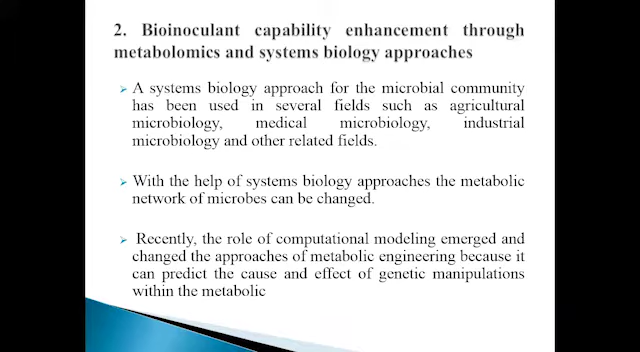 2. Bioinoculant capability enhancement through
metabolomics and systems biology approaches
A systems biology approach for the microbial community
has been used in several fields such as agricultural
microbiology, medical microbiology, industrial
microbiology and other related fields.
With the help of systems biology approaches the metabolic
network of microbes can be changed.
Recently, the role of computational modeling emerged and
changed the approaches of metabolic engineering because it
can predict the cause and effect of genetic manipulations
within the metabolic